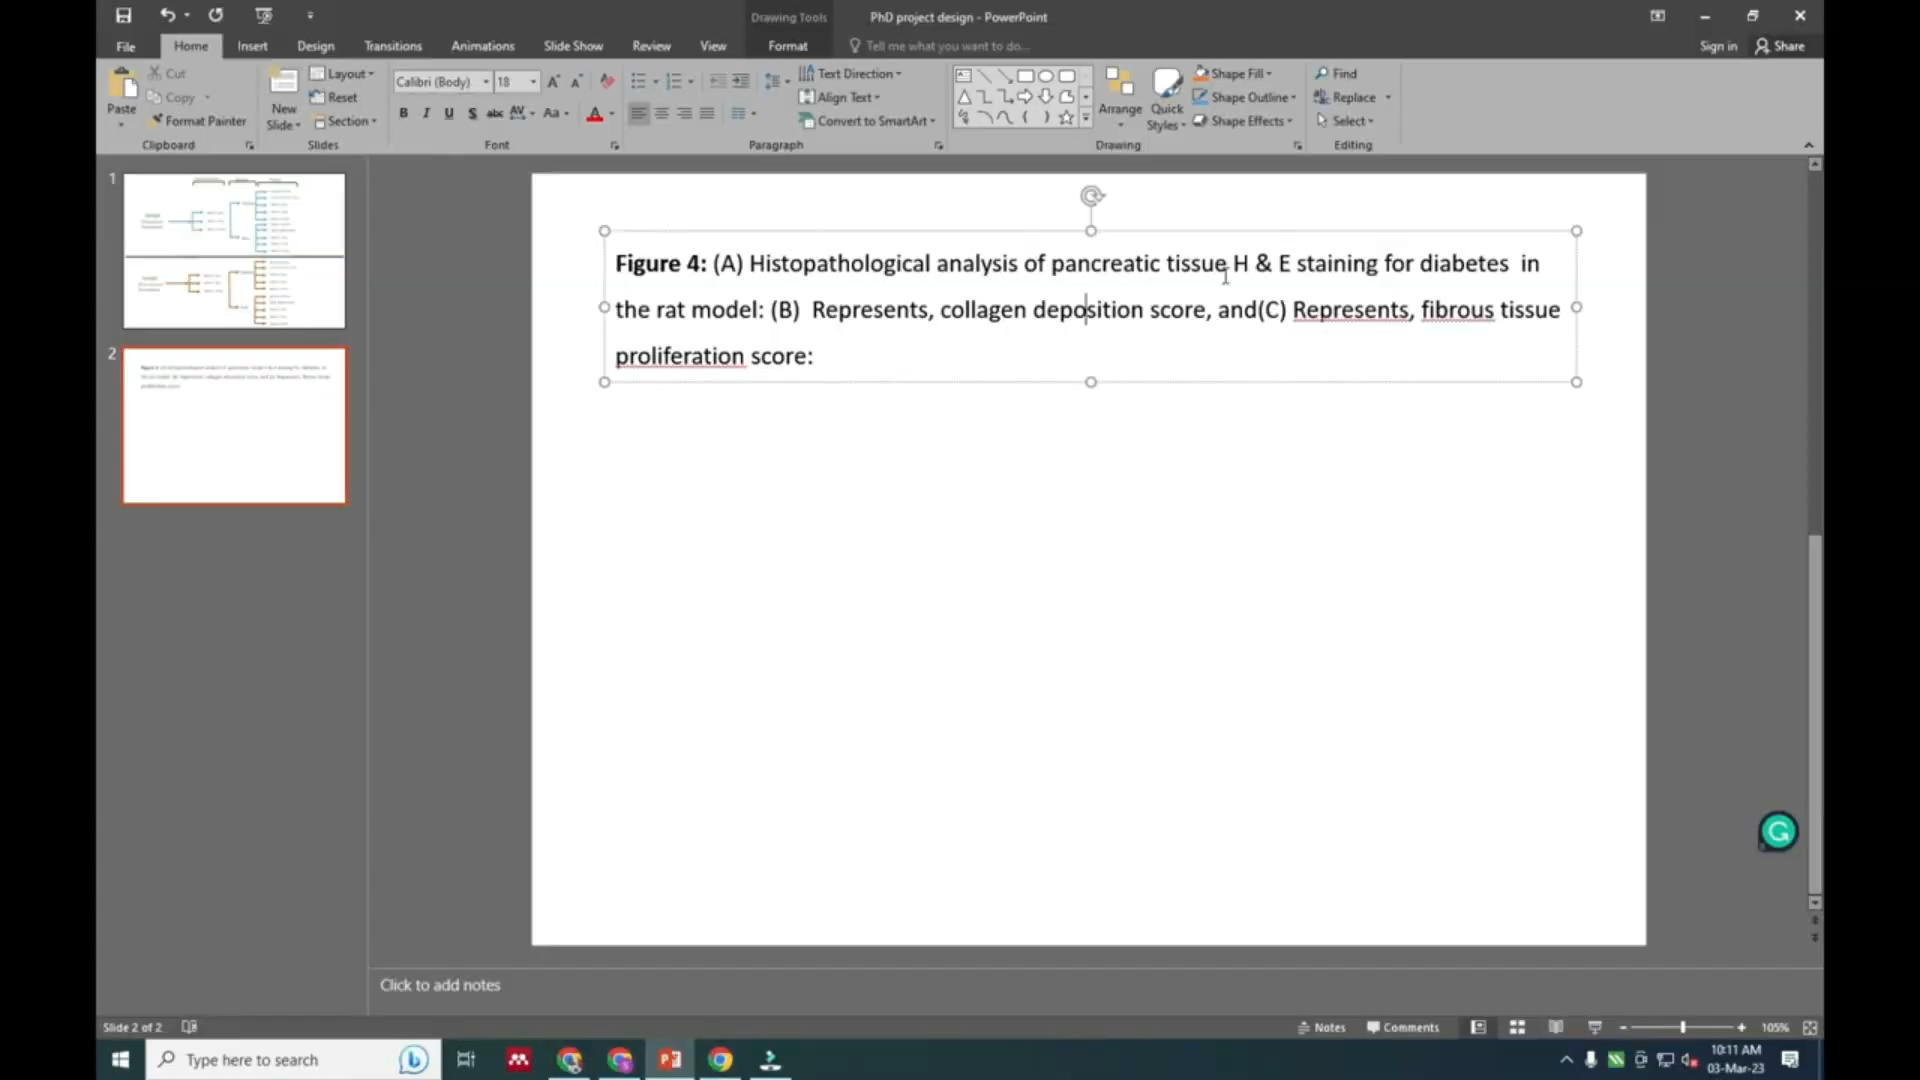 Drawing Tools
PhD project design - PowerPoint
File
Home
Insert
Design
Transitions
Animations
Slide Show
Review
View
Format
Tell me what you want to do...
Sign in
Share
Paste
Cut
Copy
Format Painter
Clipboard
New
Slide
Layout
Reset
Section
Slides
Calibri (Body)
18
B I U S abc AV Aa A
Font
Text Direction
Align Text
Convert to SmartArt
Paragraph
Arrange
Quick
Styles
Shape Fill
Shape Outline
Shape Effects
Drawing
Find
Replace
Select
Editing
1
2
Figure 4: (A) Histopathological analysis of pancreatic tissue H & E staining for diabetes  in
the rat model: (B)  Represents, collagen deposition score, and(C) Represents, fibrous tissue
proliferation score:
Click to add notes
Slide 2 of 2
Notes
Comments
105%
Type here to search
10:11 AM
03-Mar-23